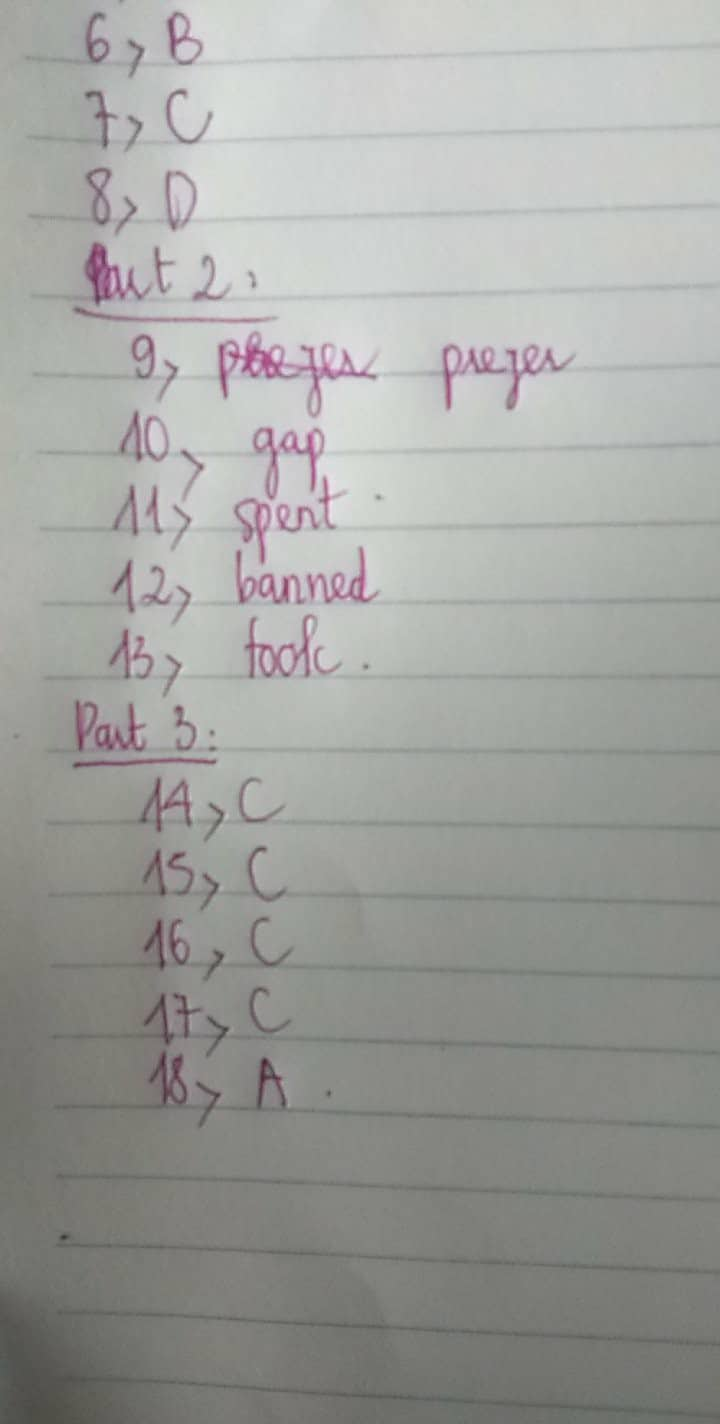 6, B
7, C
8, D
Part 2:
9, prefer
10, gap
11, spent.
12, banned
13, took.
Part 3:
14, C
15, C
16, C
17, C
18, A.